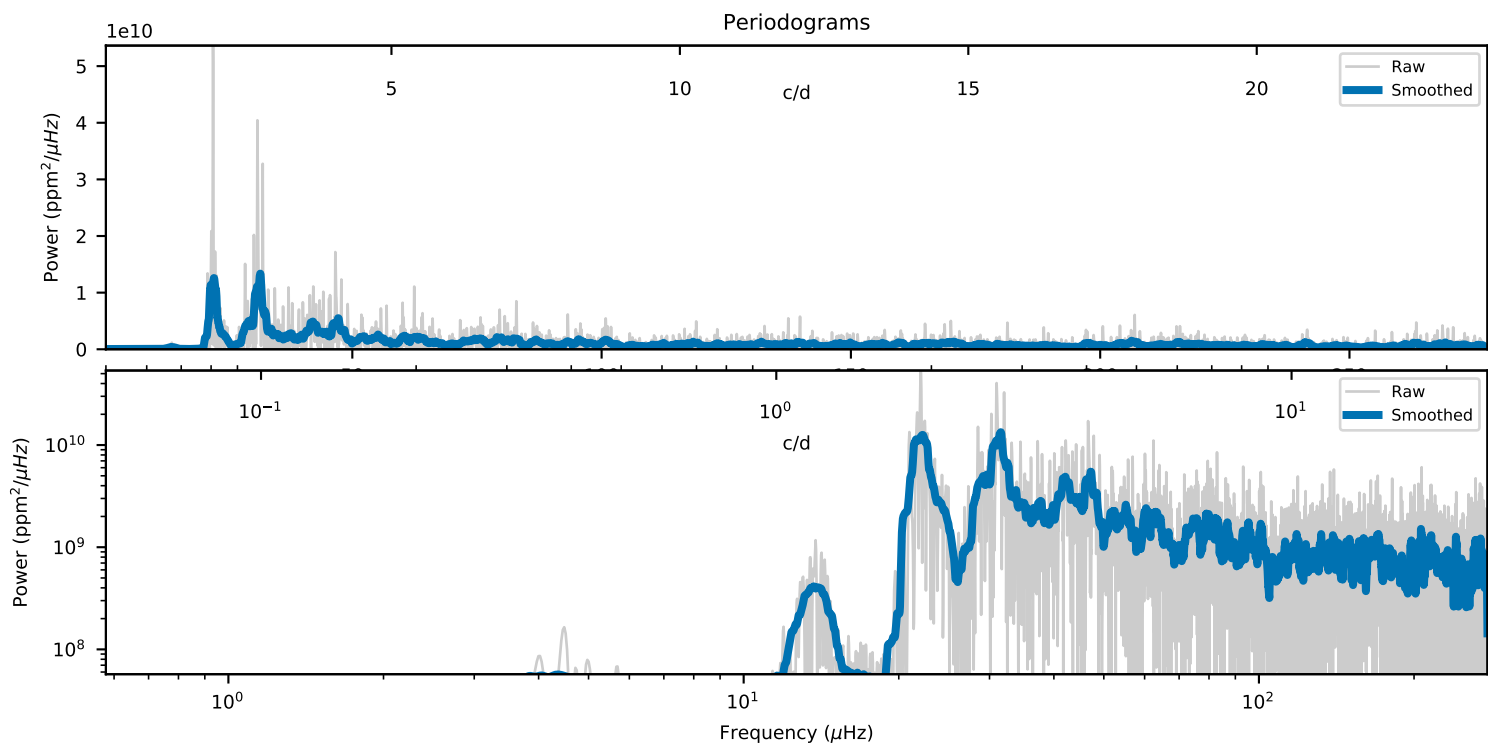 Periodograms
1e10
5
4
3
2
1
0
Power (ppm²/μHz)
5 10 15 20
c/d
Raw
Smoothed
10⁻¹ 10⁰ 10¹
c/d
Raw
Smoothed
10¹⁰
10⁹
10⁸
Power (ppm²/μHz)
10⁰ 10¹ 10²
Frequency (μHz)